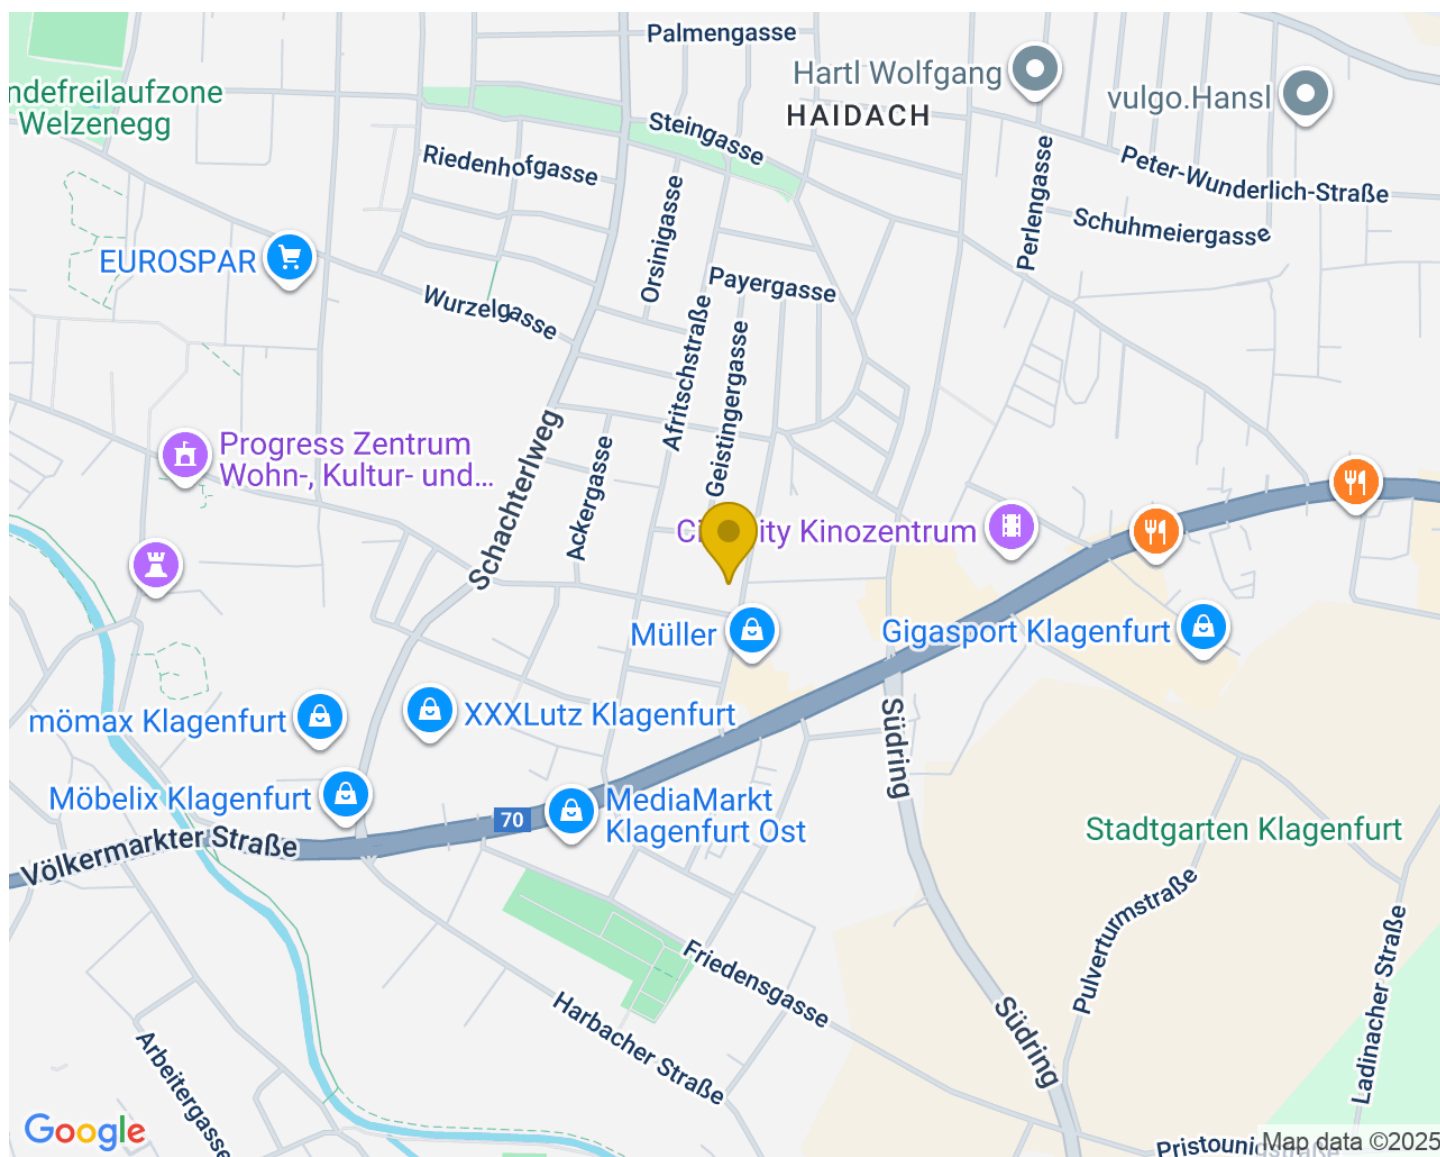 Palmengasse
Hartl Wolfgang
vulgo.Hansl
ndefreilaufzone
Welzenegg
HAIDACH
Steingasse
Riedenhofgasse
Peter-Wunderlich-Straße
Perlengasse
Orsinigasse
Schuhmeiergasse
EUROSPAR
Payergasse
Wurzelgasse
Afritschstraße
Geistingergasse
Progress Zentrum
Wohn-, Kultur- und...
Schachterlweg
Ackergasse
Kinozentrum
Müller
Gigasport Klagenfurt
mömax Klagenfurt
XXXLutz Klagenfurt
Südring
Möbelix Klagenfurt
MediaMarkt
Klagenfurt Ost
70
Völkermarkter Straße
Stadtgarten Klagenfurt
Pulverturmstraße
Ladinacher Straße
Friedensgasse
Harbacher Straße
Südring
Arbeitergasse
Google
Map data ©2025